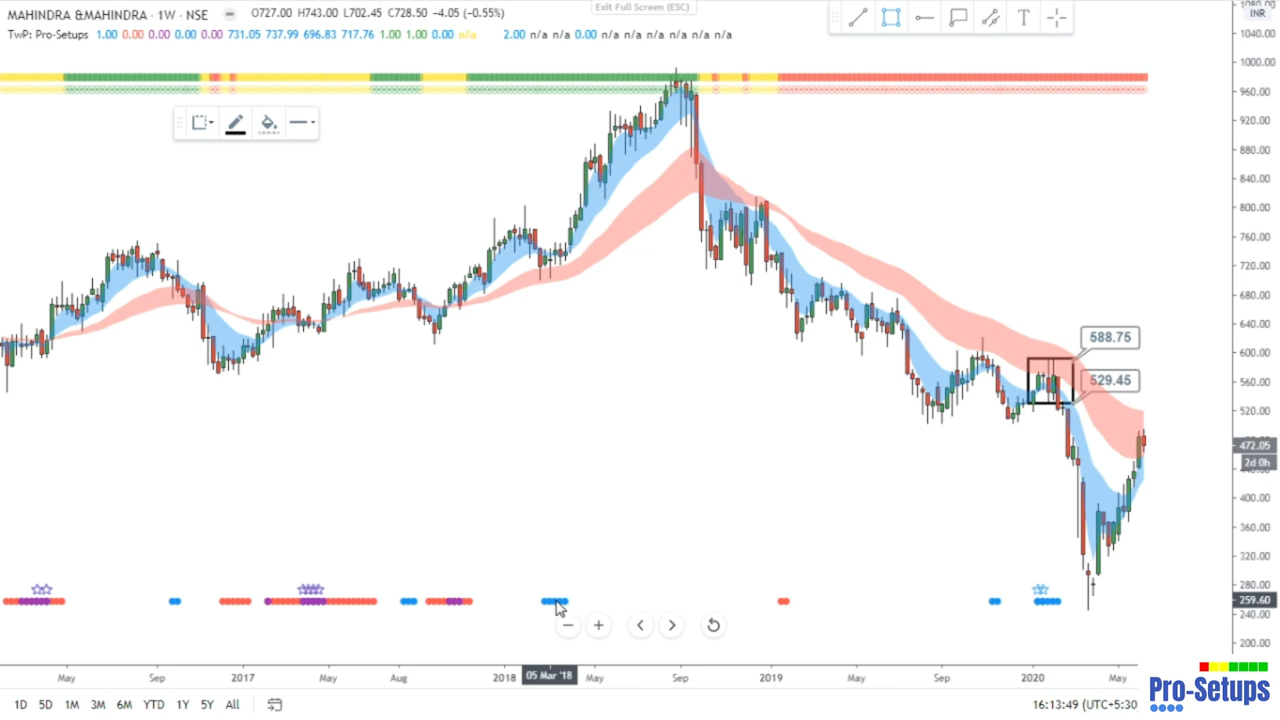 MAHINDRA &MAHINDRA · 1W · NSE O727.00 H743.00 L702.45 C728.50 −4.05 (−0.55%)
Exit Full Screen (ESC)
INR
TwP: Pro-Setups 1.00 0.00 0.00 0.00 0.00 731.05 737.99 696.83 717.76 1.00 1.00 0.00 n/a 2.00 n/a n/a 0.00 n/a n/a n/a n/a n/a n/a n/a
T
1040.00
1000.00
960.00
920.00
880.00
840.00
800.00
760.00
720.00
680.00
640.00
600.00
560.00
520.00
588.75
529.45
472.05
2d 0h
400.00
360.00
320.00
280.00
259.60
240.00
200.00
May Sep 2017 May Aug 2018 05 Mar '18 May Sep 2019 May Sep 2020 May
1D 5D 1M 3M 6M YTD 1Y 5Y All
16:13:49 (UTC+5:30)
Pro-Setups